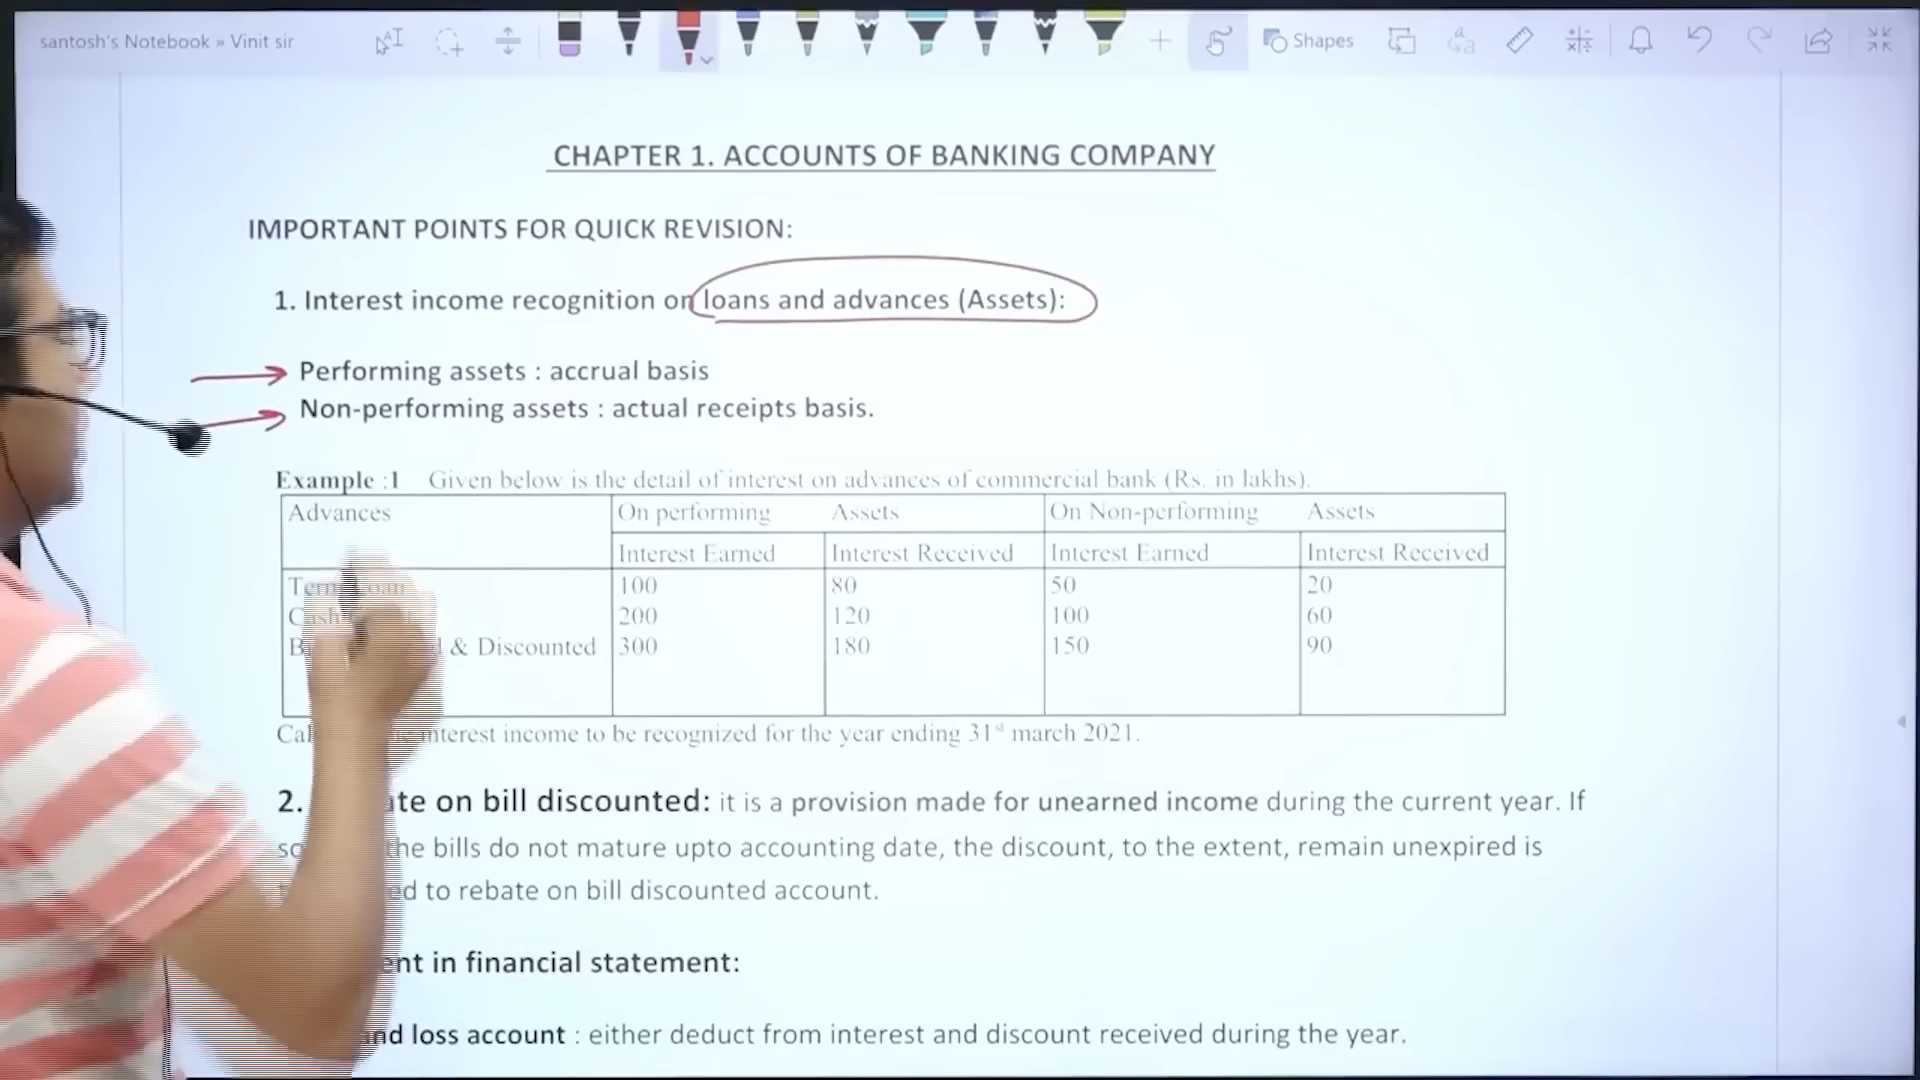 santosh's Notebook » Vinit sir
Shapes
CHAPTER 1. ACCOUNTS OF BANKING COMPANY
IMPORTANT POINTS FOR QUICK REVISION:
1. Interest income recognition on loans and advances (Assets):
Performing assets : accrual basis
Non-performing assets : actual receipts basis.
Example :1 Given below is the detail of interest on advances of commercial bank (Rs. in lakhs).
Advances On performing Assets On Non-performing Assets
Interest Earned Interest Received Interest Earned Interest Received
Term Loan 100 80 50 20
Cash 200 120 100 60
& Discounted 300 180 150 90
interest income to be recognized for the year ending 31st march 2021.
2. on bill discounted: it is a provision made for unearned income during the current year. If
the bills do not mature upto accounting date, the discount, to the extent, remain unexpired is
to rebate on bill discounted account.
in financial statement:
loss account : either deduct from interest and discount received during the year.